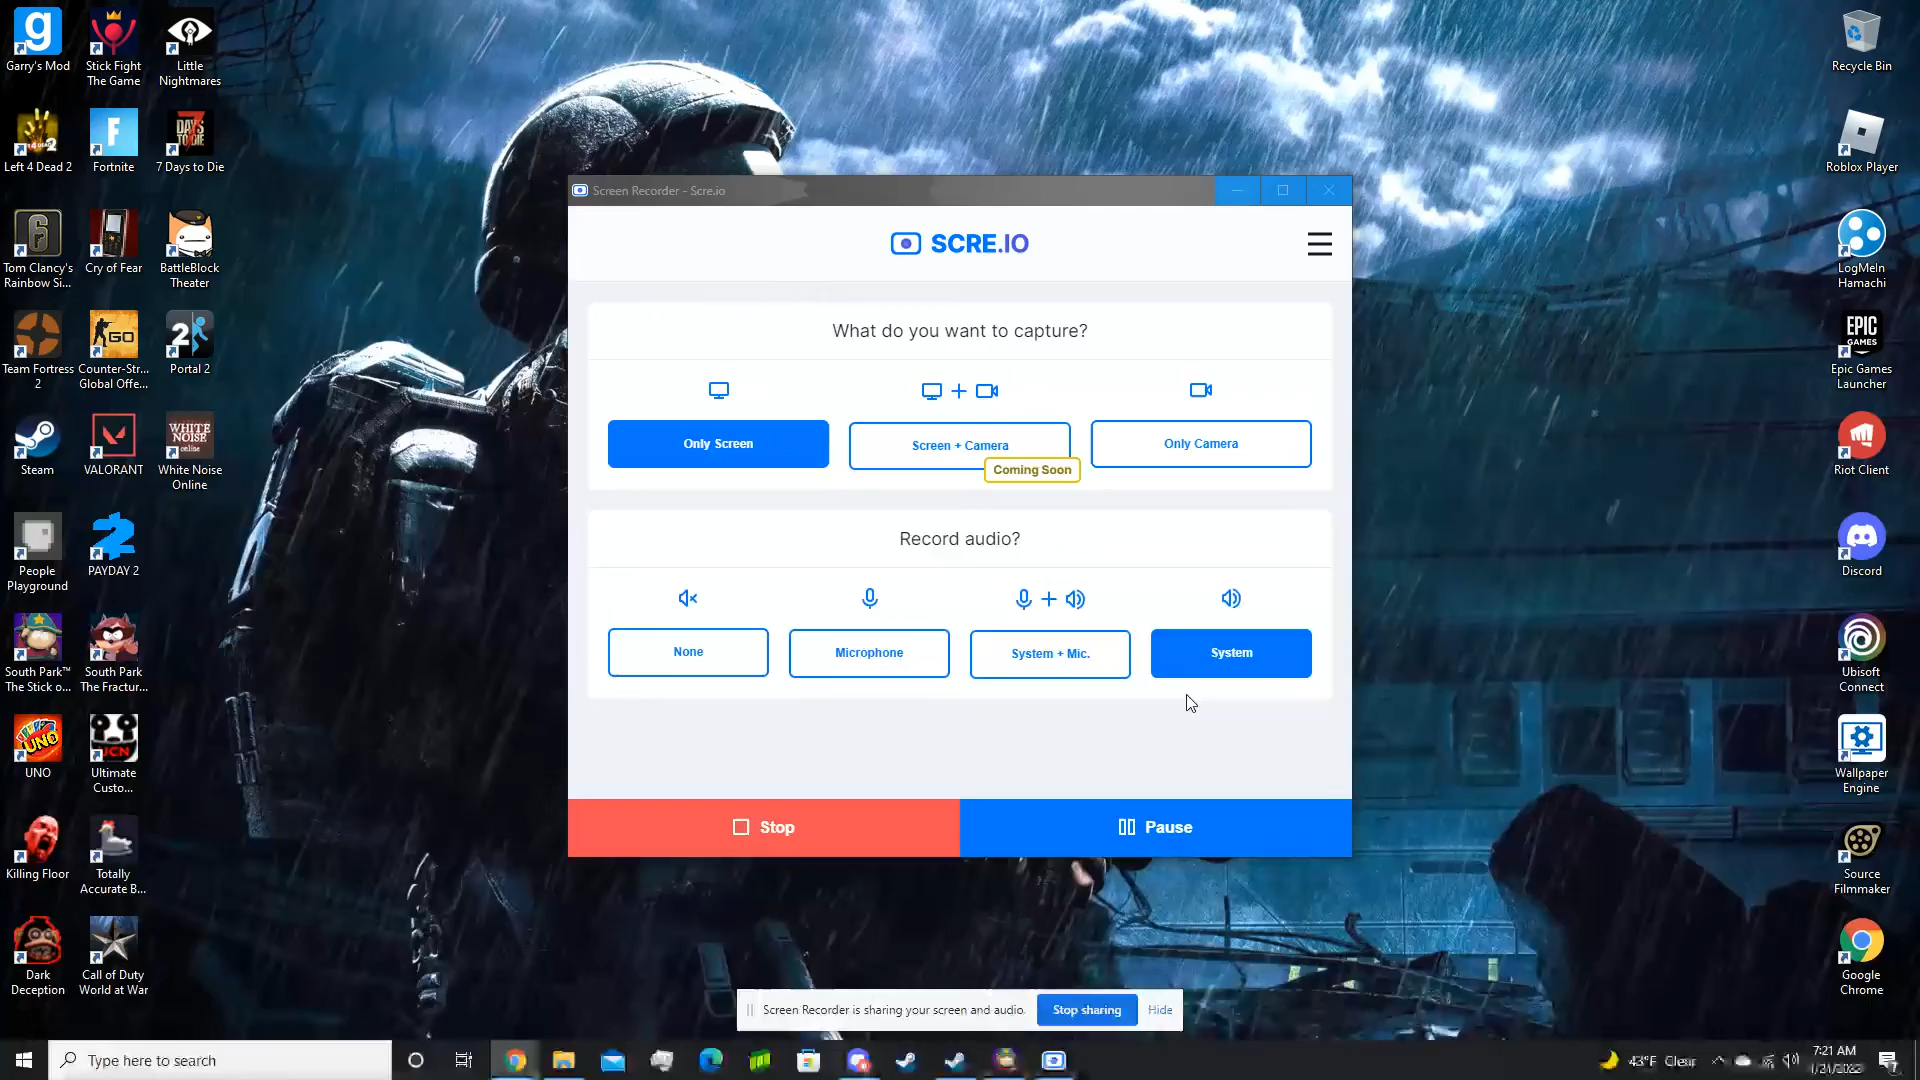 Garry's Mod
Stick Fight
The Game
Little
Nightmares
Left 4 Dead 2
Fortnite
7 Days to Die
Tom Clancy's
Rainbow Si...
Cry of Fear
BattleBlock
Theater
Team Fortress
2
Counter-Str...
Global Offe...
Portal 2
Steam
VALORANT
White Noise
Online
People
Playground
PAYDAY 2
South Park™
The Stick o...
South Park
The Fractur...
UNO
Ultimate
Custo...
Killing Floor
Totally
Accurate B...
Dark
Deception
Call of Duty
World at War
Screen Recorder - Scre.io
SCRE.IO
What do you want to capture?
Only Screen
Screen + Camera
Coming Soon
Only Camera
Record audio?
None
Microphone
System + Mic.
System
Stop
Pause
Screen Recorder is sharing your screen and audio.
Stop sharing
Hide
Recycle Bin
Roblox Player
LogMeIn
Hamachi
EPIC
GAMES
Epic Games
Launcher
Riot Client
Discord
Ubisoft
Connect
Wallpaper
Engine
Source
Filmmaker
Google
Chrome
Type here to search
43°F Clear
7:21 AM